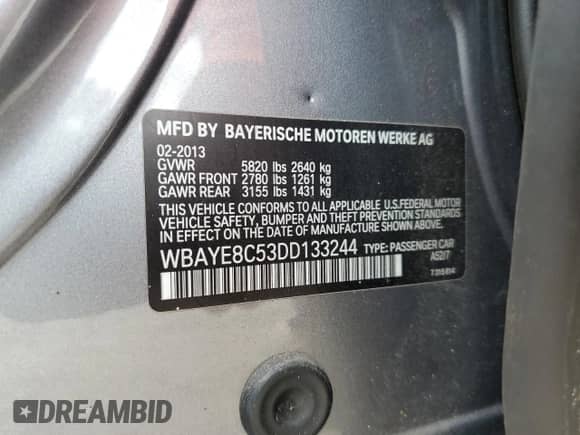 MFD BY BAYERISCHE MOTOREN WERKE AG
02-2013
GVWR 5820 lbs 2640 kg
GAWR FRONT 2780 lbs 1261 kg
GAWR REAR 3155 lbs 1431 kg
THIS VEHICLE CONFORMS TO ALL APPLICABLE U.S.FEDERAL MOTOR
VEHICLE SAFETY, BUMPER AND THEFT PREVENTION STANDARDS
IN EFFECT ON THE DATE OF MANUFACTURE SHOWN ABOVE.
WBAYE8C53DD133244 TYPE: PASSENGER CAR
A52/7
DREAMBID